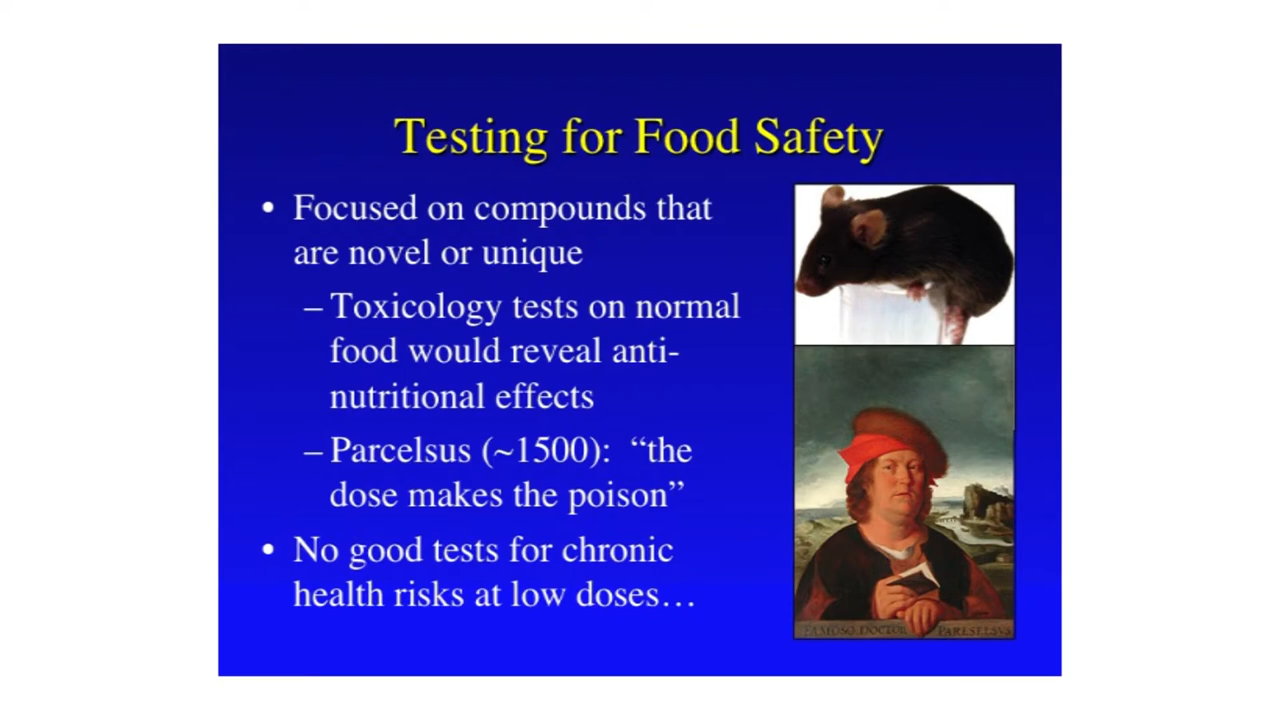 Testing for Food Safety
• Focused on compounds that
are novel or unique
– Toxicology tests on normal
food would reveal anti-
nutritional effects
– Parcelsus (~1500): “the
dose makes the poison”
• No good tests for chronic
health risks at low doses…
FAMOSO DOCTOR PARESELSVS